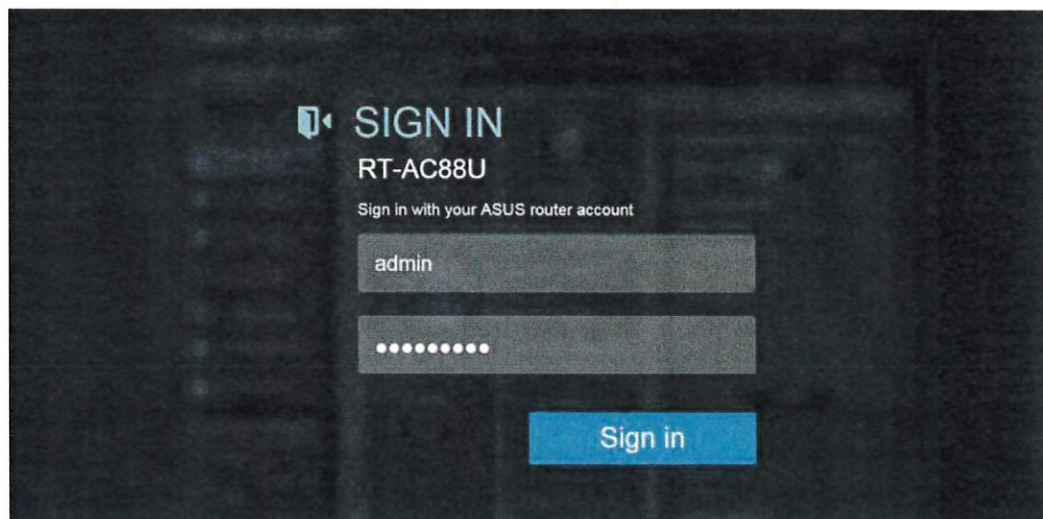 SIGN IN
RT-AC88U
Sign in with your ASUS router account
admin
•••••••••
Sign in